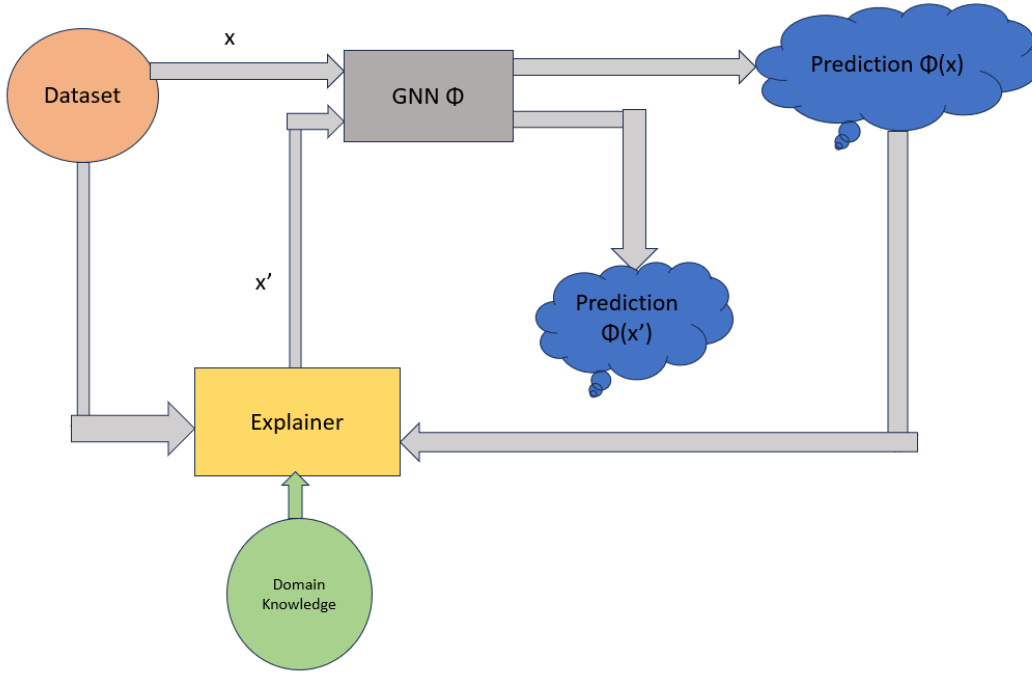 x
Dataset
GNN Φ
Prediction Φ(x)
x’
Prediction
Φ(x’)
Explainer
Domain
Knowledge